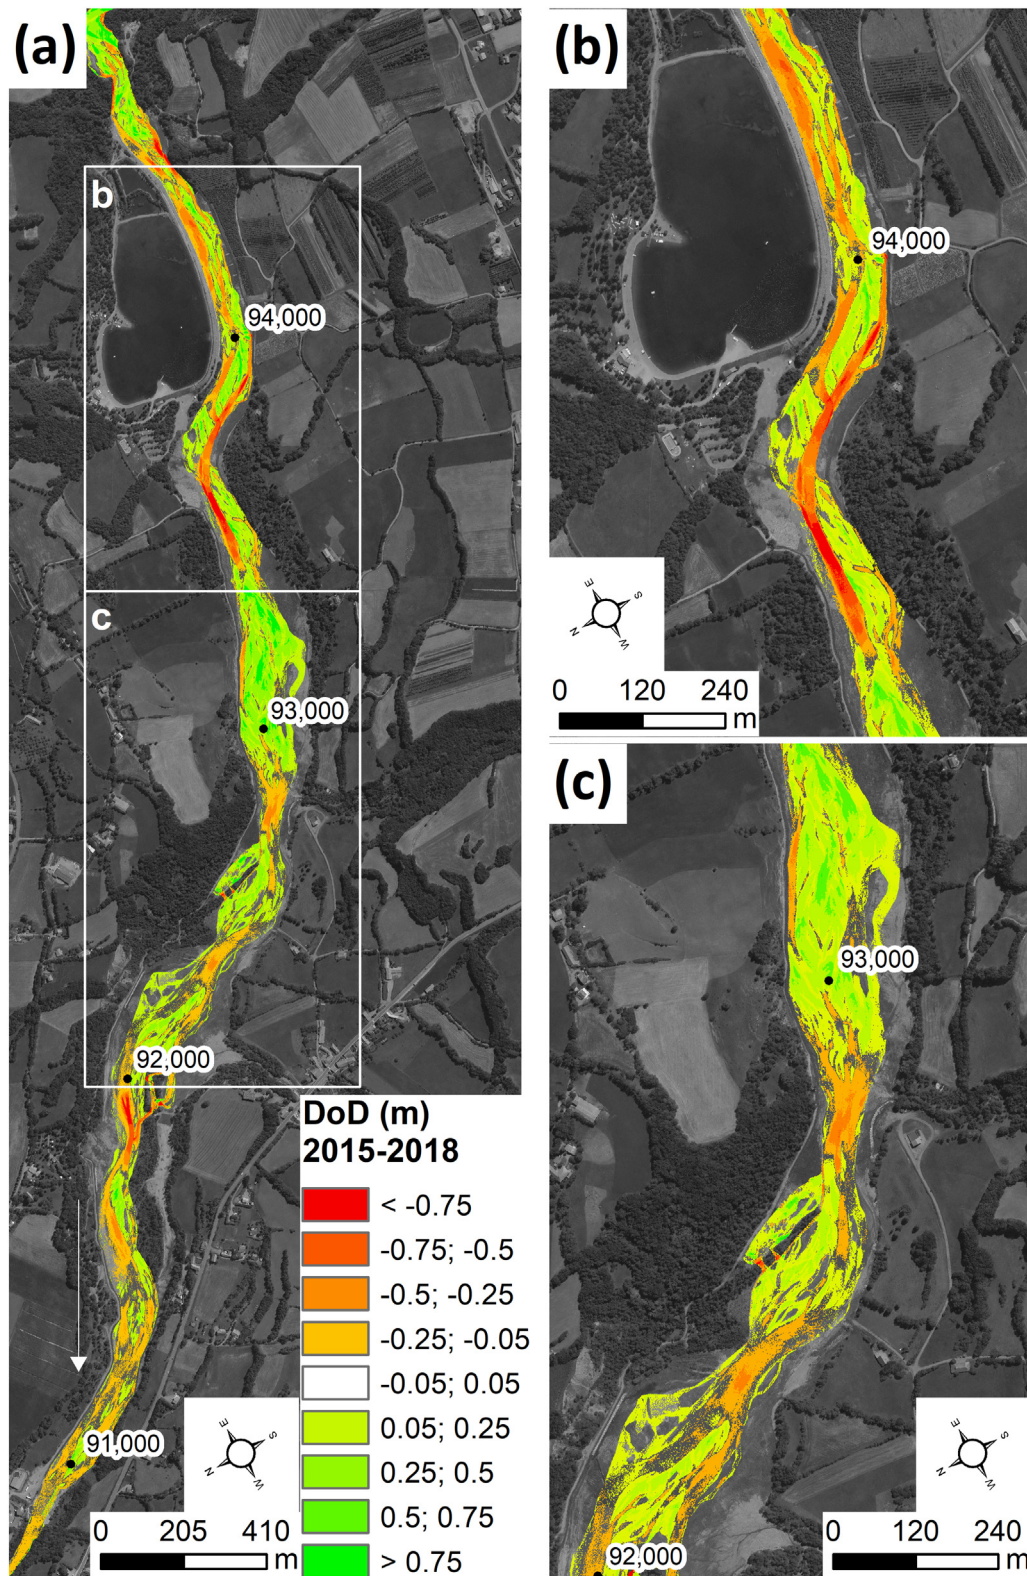 (a)
b
94,000
c
93,000
92,000
91,000
DoD (m)
2015-2018
< -0.75
-0.75; -0.5
-0.5; -0.25
-0.25; -0.05
-0.05; 0.05
0.05; 0.25
0.25; 0.5
0.5; 0.75
> 0.75
E
S
N
W
0 205 410
m
(b)
94,000
E
S
N
W
0 120 240
m
(c)
93,000
92,000
E
S
N
W
0 120 240
m